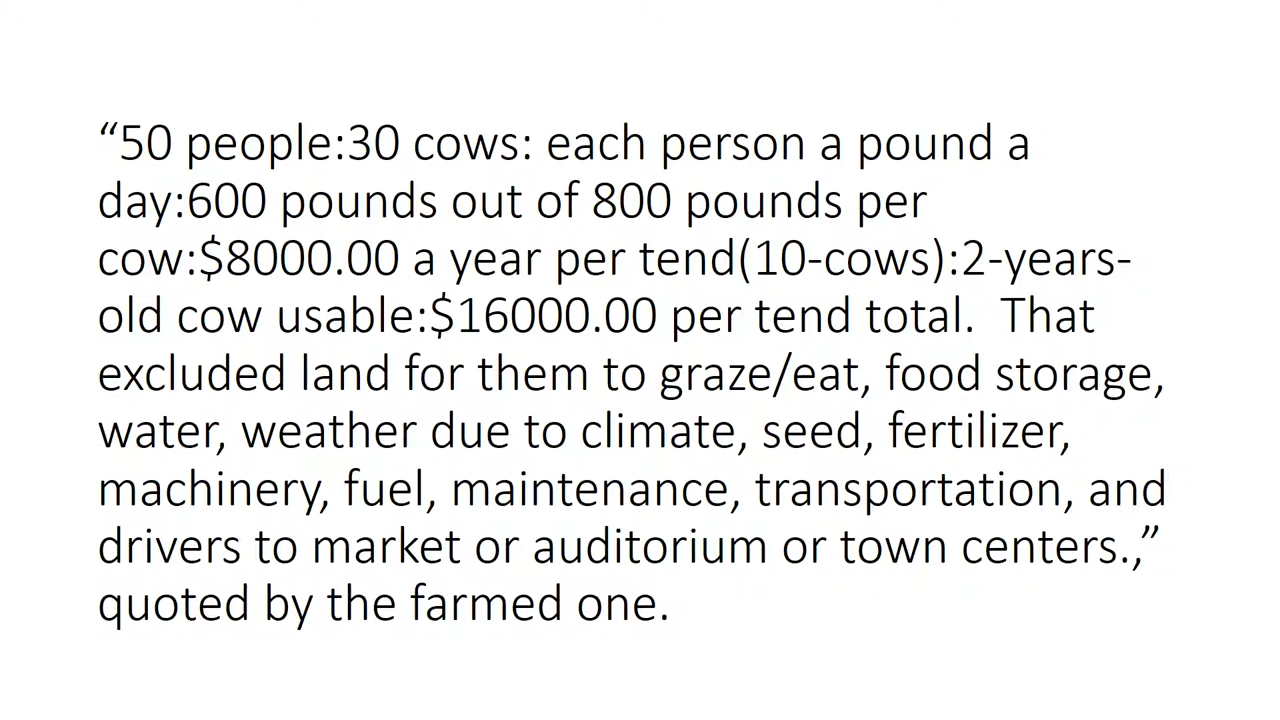 “50 people:30 cows: each person a pound a
day:600 pounds out of 800 pounds per
cow:$8000.00 a year per tend(10-cows):2-years-
old cow usable:$16000.00 per tend total.  That
excluded land for them to graze/eat, food storage,
water, weather due to climate, seed, fertilizer,
machinery, fuel, maintenance, transportation, and
drivers to market or auditorium or town centers.,”
quoted by the farmed one.